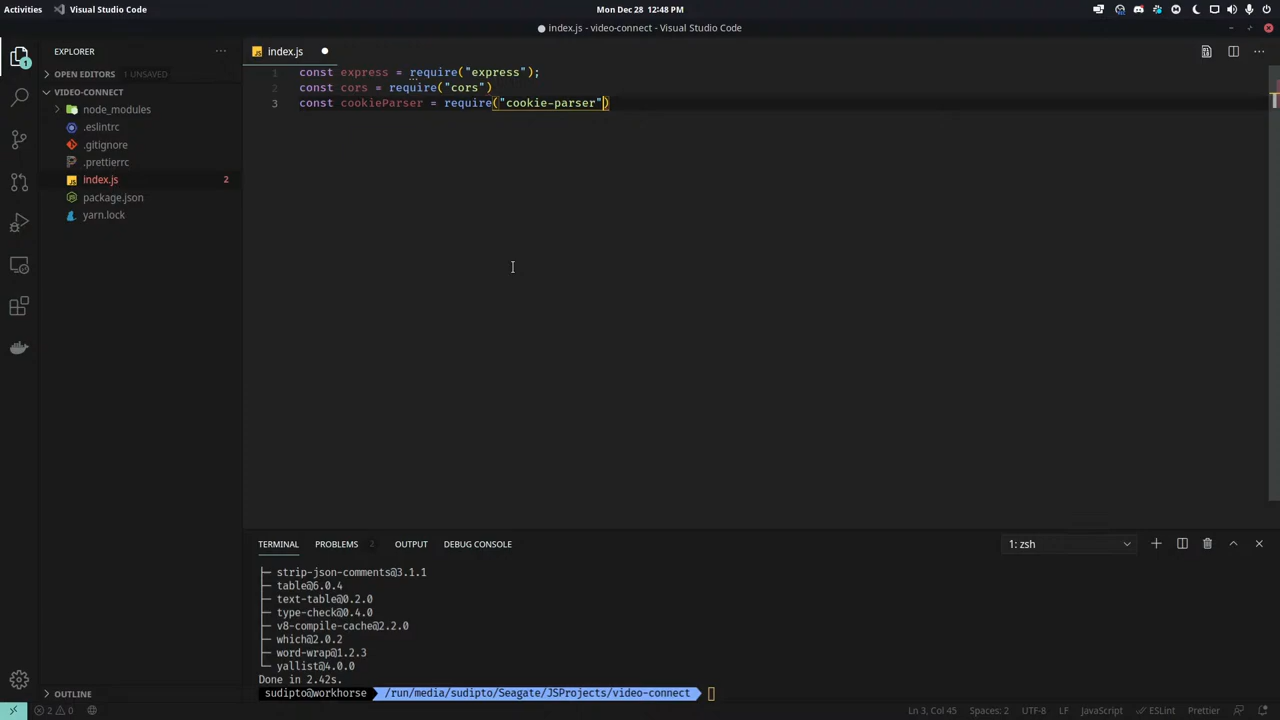 Activities
Visual Studio Code
Mon Dec 28 12:48 PM
● index.js - video-connect - Visual Studio Code
EXPLORER
OPEN EDITORS 1 UNSAVED
VIDEO-CONNECT
node_modules
.eslintrc
.gitignore
.prettierrc
index.js 2
package.json
yarn.lock
OUTLINE
1
index.js
1 const express = require("express");
2 const cors = require("cors")
3 const cookieParser = require("cookie-parser")
TERMINAL PROBLEMS 2 OUTPUT DEBUG CONSOLE
1: zsh
├─ strip-json-comments@3.1.1
├─ table@6.0.4
├─ text-table@0.2.0
├─ type-check@0.4.0
├─ v8-compile-cache@2.2.0
├─ which@2.0.2
├─ word-wrap@1.2.3
└─ yallist@4.0.0
Done in 2.42s.
sudipto@workhorse /run/media/sudipto/Seagate/JSProjects/video-connect
2 0
Ln 3, Col 45 Spaces: 2 UTF-8 LF JavaScript ESLint Prettier